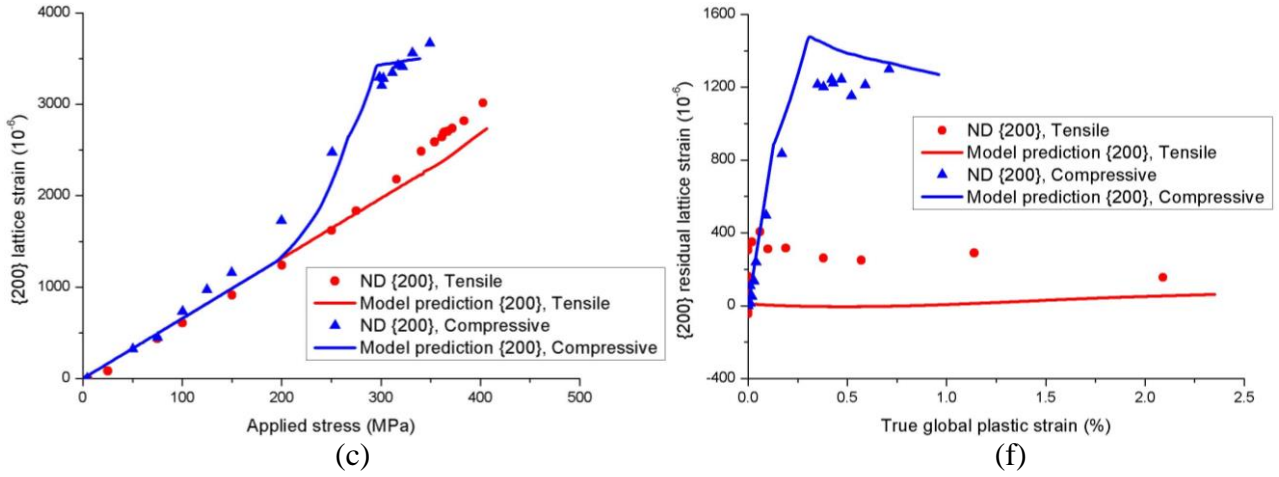 4000
3000
2000
1000
0
{200} lattice strain (10⁻⁶)
ND {200}, Tensile
Model prediction {200}, Tensile
ND {200}, Compressive
Model prediction {200}, Compressive
0 100 200 300 400 500
Applied stress (MPa)
(c)
1600
1200
800
400
0
-400
{200} residual lattice strain (10⁻⁶)
ND {200}, Tensile
Model prediction {200}, Tensile
ND {200}, Compressive
Model prediction {200}, Compressive
0.0 0.5 1.0 1.5 2.0 2.5
True global plastic strain (%)
(f)